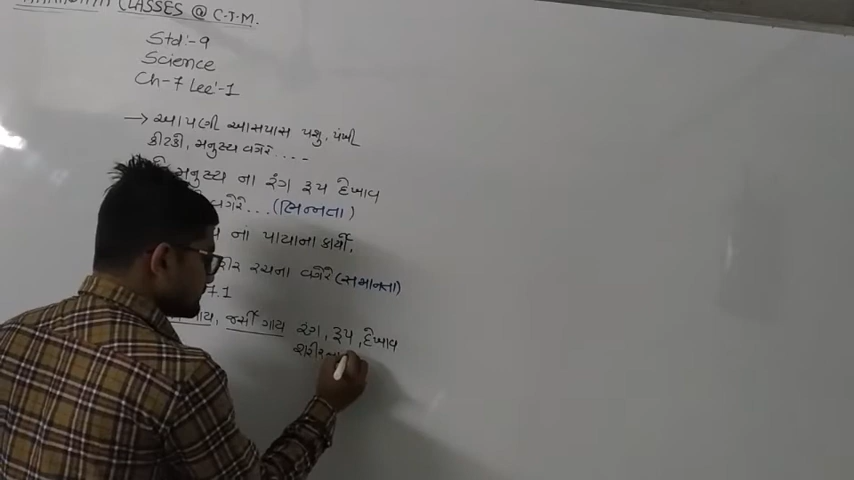 CLASSES @ C.T.M.
Std:-9
Science
Ch-7 Lec-1
→ આપણી આસપાસ પશુ, પંખી
કીટકો, મનુષ્ય વગેરે....
મનુષ્ય ના રંગ રૂપ દેખાવ
વગેરે...(ભિન્નતા)
નાં પાયાના કાર્યો,
રચના વગેરે (સમાનતા)
7.1
જર્સી ગાય રંગ, રૂપ, દેખાવ